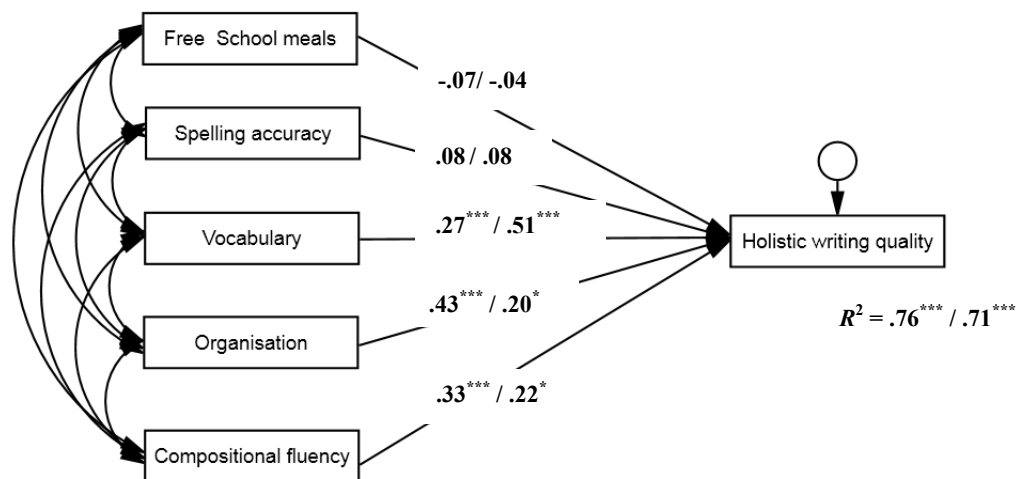 Free School meals
-.07/ -.04
Spelling accuracy
.08 / .08
Vocabulary
.27*** / .51***
Holistic writing quality
Organisation
.43*** / .20*
R² = .76*** / .71***
Compositional fluency
.33*** / .22*